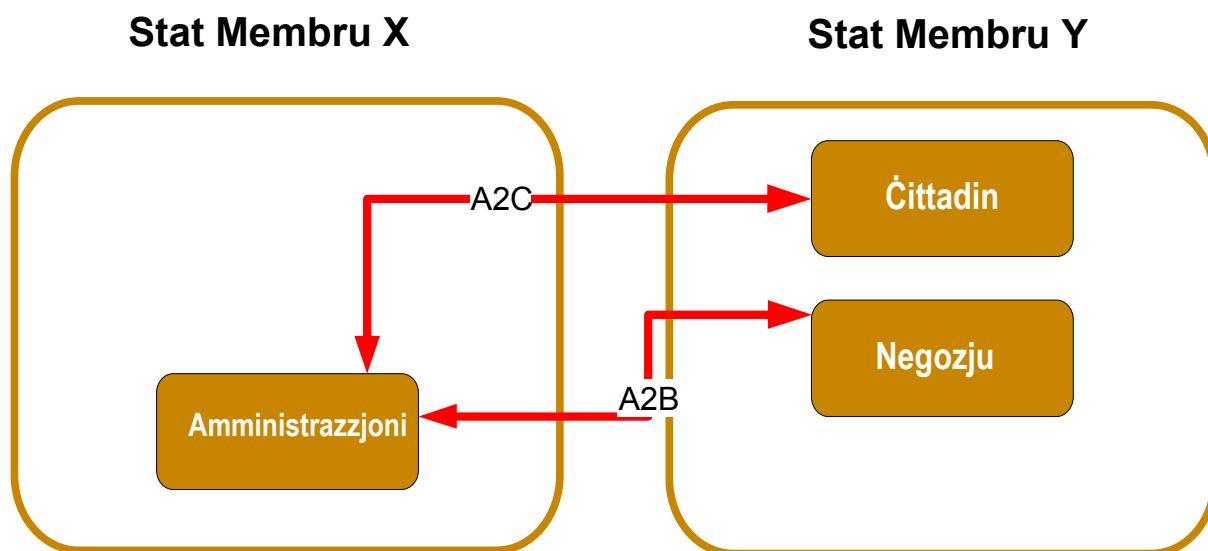 Stat Membru X
Stat Membru Y
A2C
Ċittadin
Negozju
A2B
Amministrazzjoni